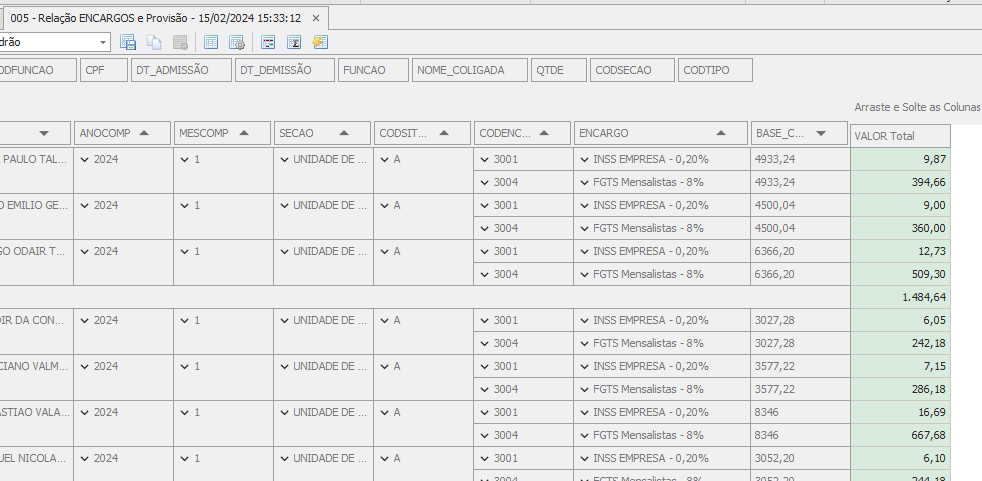 005 - Relação ENCARGOS e Provisão - 15/02/2024 15:33:12 ×
drão
ODFUNCAO CPF DT_ADMISSÃO DT_DEMISSÃO FUNCAO NOME_COLIGADA QTDE CODSECAO CODTIPO
Arraste e Solte as Colunas
ANOCOMP MESCOMP SECAO CODSIT... CODENC... ENCARGO BASE_C... VALOR Total
PAULO TAL... 2024 1 UNIDADE DE ... A 3001 INSS EMPRESA - 0,20% 4933,24 9,87
3004 FGTS Mensalistas - 8% 4933,24 394,66
O EMILIO GE... 2024 1 UNIDADE DE ... A 3001 INSS EMPRESA - 0,20% 4500,04 9,00
3004 FGTS Mensalistas - 8% 4500,04 360,00
GO ODAIR T... 2024 1 UNIDADE DE ... A 3001 INSS EMPRESA - 0,20% 6366,20 12,73
3004 FGTS Mensalistas - 8% 6366,20 509,30
1.484,64
DIR DA CON... 2024 1 UNIDADE DE ... A 3001 INSS EMPRESA - 0,20% 3027,28 6,05
3004 FGTS Mensalistas - 8% 3027,28 242,18
CIANO VALM... 2024 1 UNIDADE DE ... A 3001 INSS EMPRESA - 0,20% 3577,22 7,15
3004 FGTS Mensalistas - 8% 3577,22 286,18
ASTIAO VALA... 2024 1 UNIDADE DE ... A 3001 INSS EMPRESA - 0,20% 8346 16,69
3004 FGTS Mensalistas - 8% 8346 667,68
UEL NICOLA... 2024 1 UNIDADE DE ... A 3001 INSS EMPRESA - 0,20% 3052,20 6,10
3004 FGTS Mensalistas - 8% 3052,20 244,18